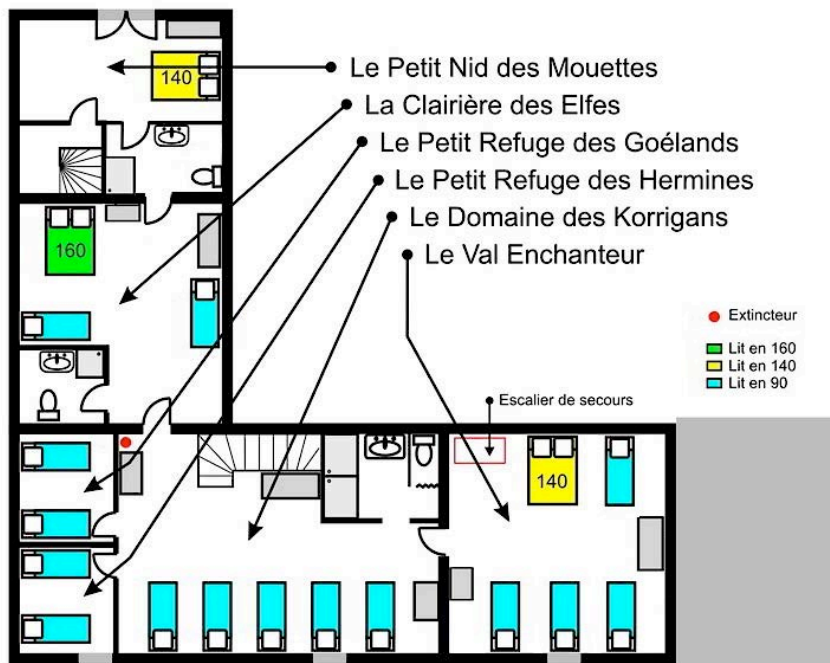 140
Le Petit Nid des Mouettes
La Clairière des Elfes
Le Petit Refuge des Goélands
Le Petit Refuge des Hermines
Le Domaine des Korrigans
Le Val Enchanteur
160
Extincteur
Lit en 160
Lit en 140
Lit en 90
Escalier de secours
140